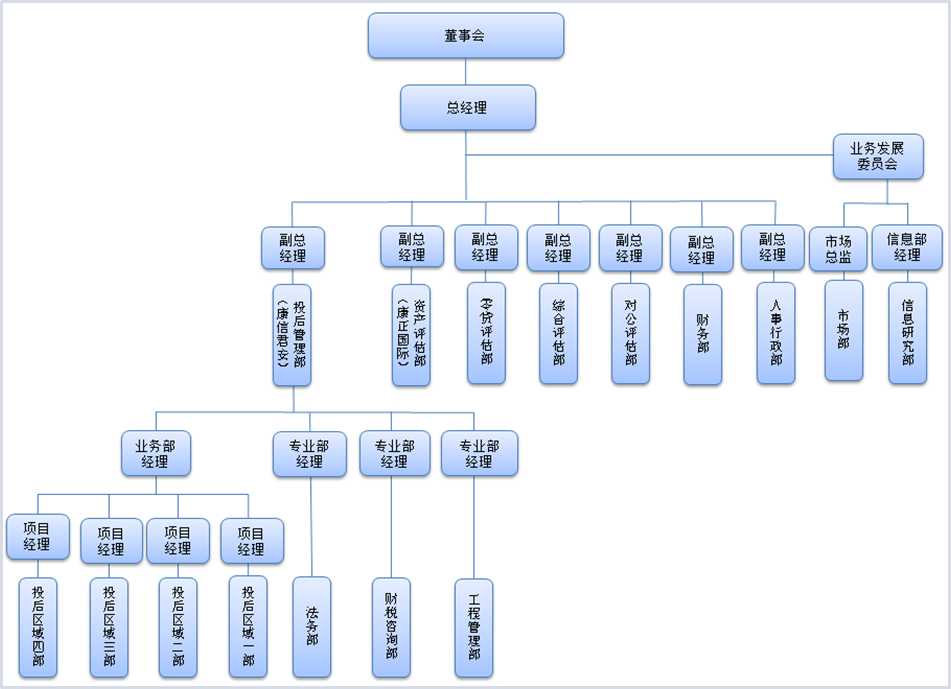 董事会
总经理
业务发展
委员会
副总
经理
副总
经理
副总
经理
副总
经理
副总
经理
副总
经理
副总
经理
市场
总监
信息部
经理
投后管理部
（康信君安）
资产评估部
（康正国际）
综合评估部
对公评估部
财务部
人事行政部
市场部
信息研究部
业务部
经理
专业部
经理
专业部
经理
专业部
经理
项目
经理
项目
经理
项目
经理
项目
经理
投后区域四部
投后区域三部
投后区域二部
投后区域一部
法务部
财税咨询部
工程管理部